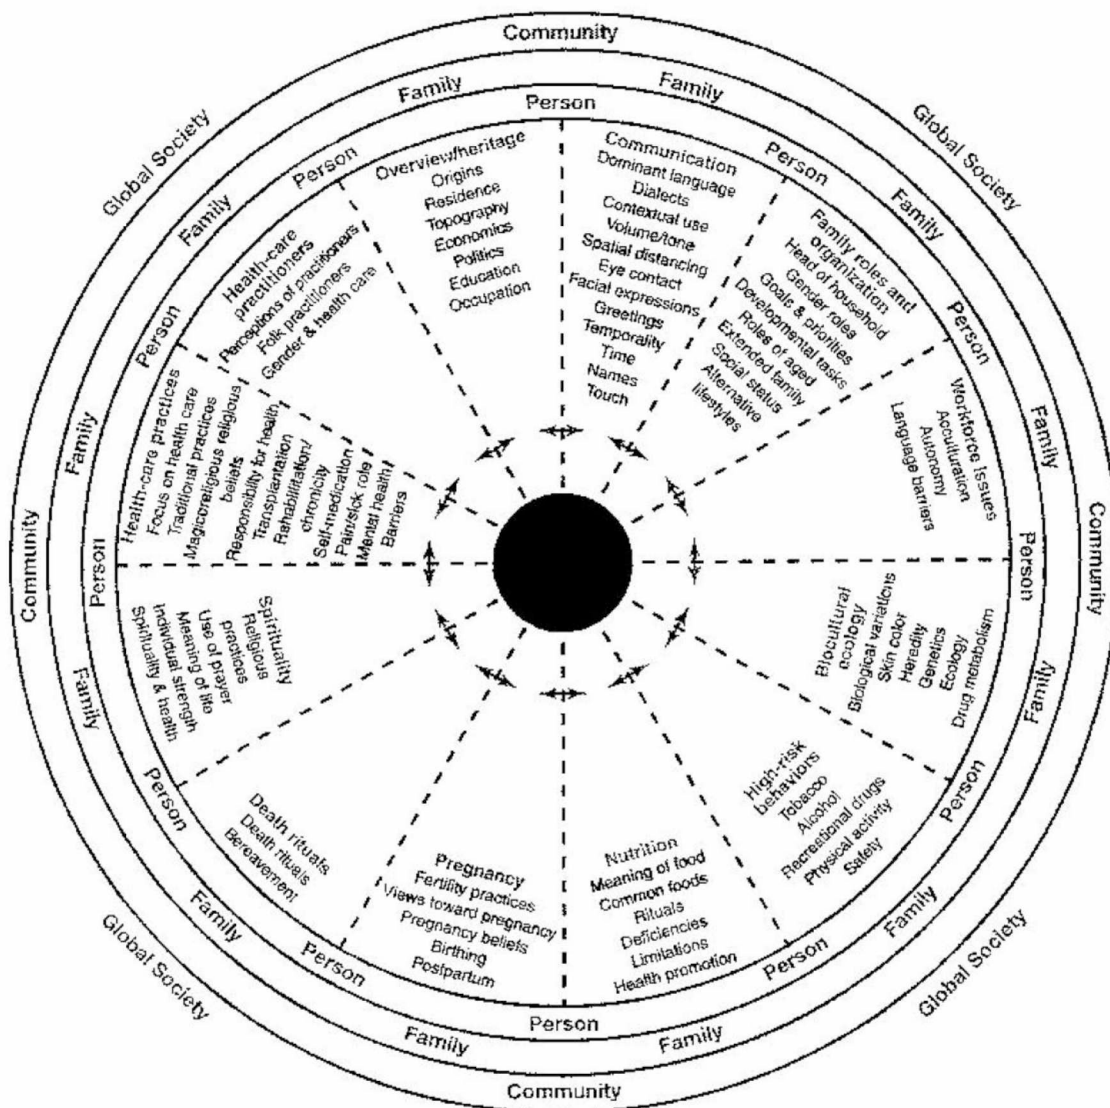 Community
Community
Community
Community
Global Society
Global Society
Global Society
Global Society
Family
Family
Family
Family
Family
Family
Family
Family
Family
Family
Family
Family
Person
Person
Person
Person
Person
Person
Person
Person
Person
Person
Person
Person
Overview/heritage
Origins
Residence
Topography
Economics
Politics
Education
Occupation
Communication
Dominant language
Dialects
Contextual use
Volume/tone
Spatial distancing
Eye contact
Facial expressions
Greetings
Temporality
Time
Names
Touch
Family roles and
organization
Head of household
Gender roles
Goals & priorities
Developmental tasks
Roles of aged
Extended family
Social status
Alternative
lifestyles
Workforce issues
Acculturation
Autonomy
Language barriers
Biocultural
ecology
Biological variations
Skin color
Heredity
Genetics
Ecology
Drug metabolism
High-risk
behaviors
Tobacco
Alcohol
Recreational drugs
Physical activity
Safety
Nutrition
Meaning of food
Common foods
Rituals
Deficiencies
Limitations
Health promotion
Pregnancy
Fertility practices
Views toward pregnancy
Pregnancy beliefs
Birthing
Postpartum
Death rituals
Death rituals
Bereavement
Spirituality
Religious
practices
Use of prayer
Meaning of life
Individual strength
Spirituality & health
Health-care practices
Focus on health care
Traditional practices
Magicoreligious religious
beliefs
Responsibility for health
Transplantation
Rehabilitation/
chronicity
Self-medication
Pain/sick role
Mental health
Barriers
Health-care
practitioners
Perceptions of practitioners
Folk practitioners
Gender & health care